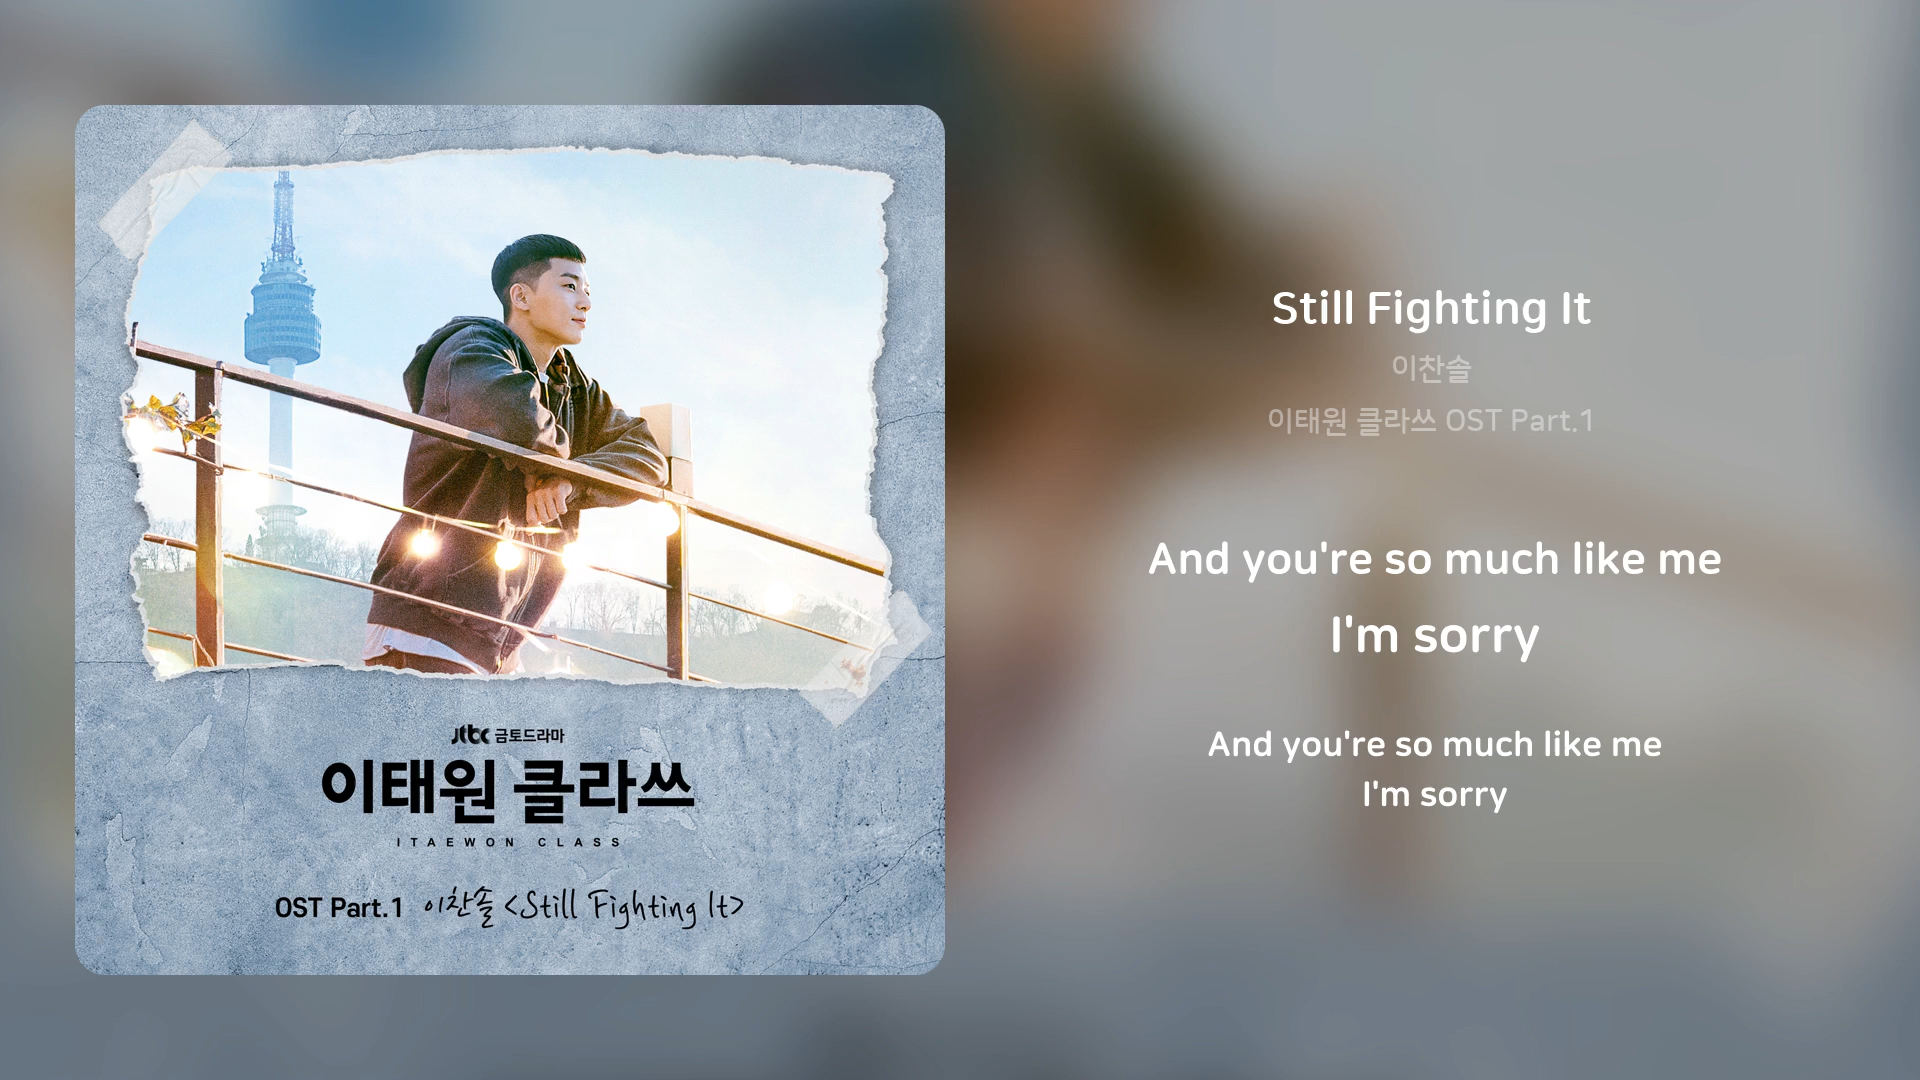 jtbc 금토드라마
이태원 클라쓰
ITAEWON CLASS
OST Part.1 이찬솔 <Still Fighting It>
Still Fighting It
이찬솔
이태원 클라쓰 OST Part.1
And you're so much like me
I'm sorry
And you're so much like me
I'm sorry